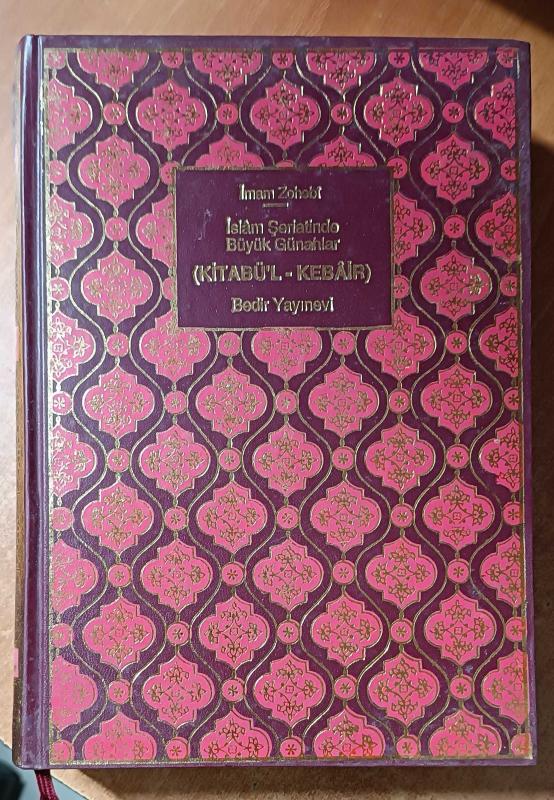 İmam Zehebî
İslâm Şeriatinde
Büyük Günahlar
(KİTABÜ'L - KEBÂİR)
Bedir Yayınevi